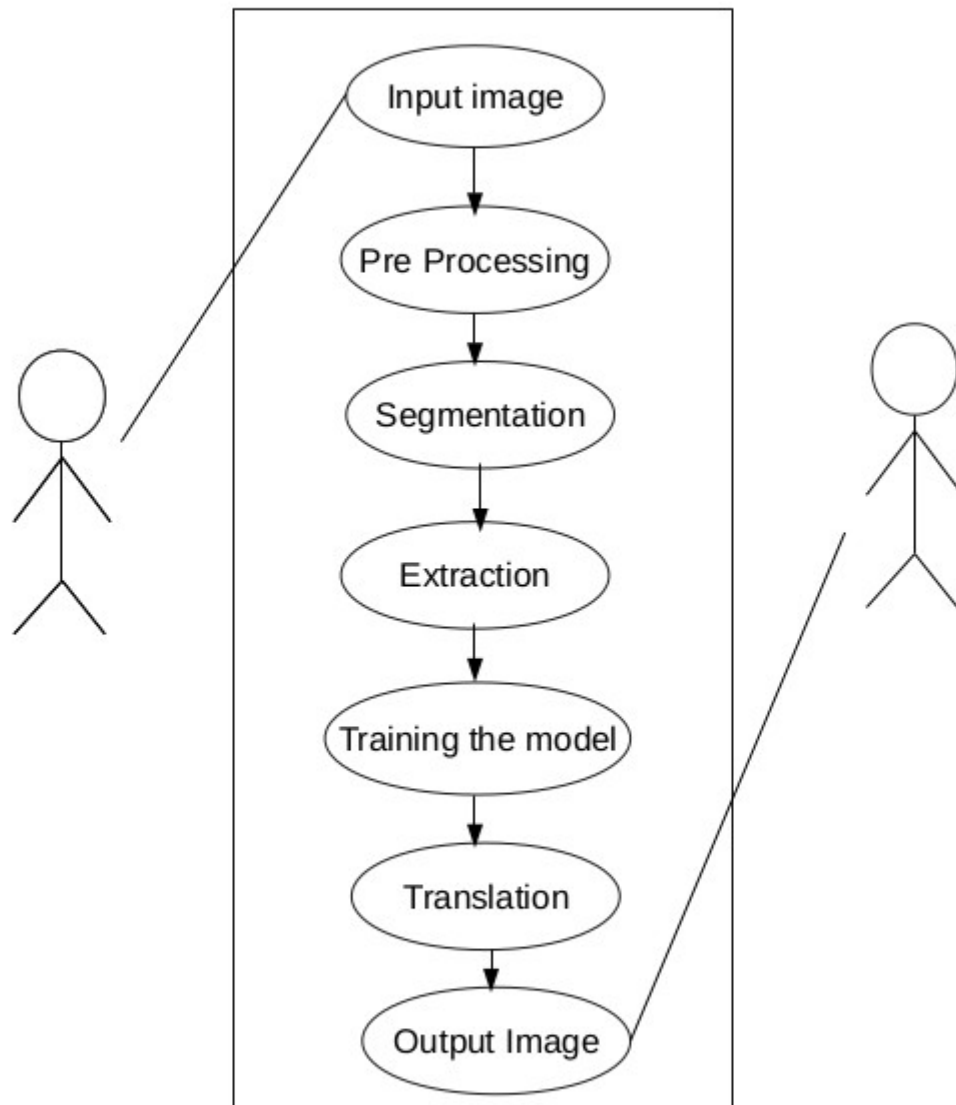 Input image
Pre Processing
Segmentation
Extraction
Training the model
Translation
Output Image